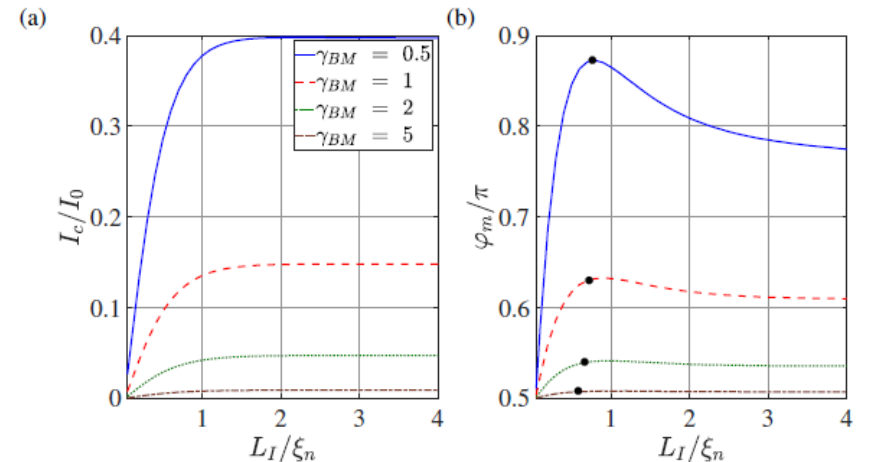 (a)
0.4
0.3
0.2
0.1
0
I_c/I_0
1
2
3
4
L_I/ξ_n
γ_BM = 0.5
γ_BM = 1
γ_BM = 2
γ_BM = 5
(b)
0.9
0.8
0.7
0.6
0.5
φ_m/π
1
2
3
4
L_I/ξ_n